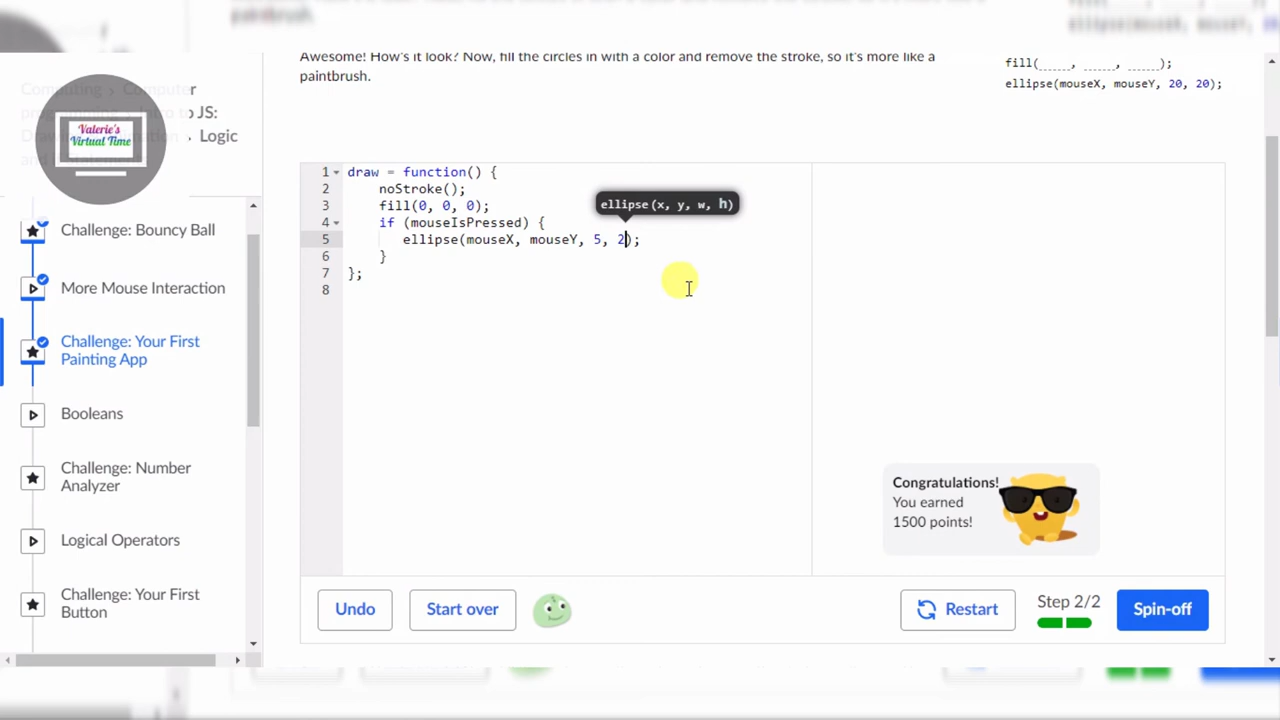 paintbrush.
Awesome! How's it look? Now, fill the circles in with a color and remove the stroke, so it's more like a
paintbrush.
fill(_____, _____, _____);
ellipse(mouseX, mouseY, 20, 20);
Computing
JS:
Logic
Valerie's
Virtual Time
Challenge: Bouncy Ball
More Mouse Interaction
Challenge: Your First
Painting App
Booleans
Challenge: Number
Analyzer
Logical Operators
Challenge: Your First
Button
1 draw = function() {
2 noStroke();
3 fill(0, 0, 0);
4 if (mouseIsPressed) {
5 ellipse(mouseX, mouseY, 5, 2);
6 }
7 };
8
ellipse(x, y, w, h)
Congratulations!
You earned
1500 points!
Undo
Start over
Restart
Step 2/2
Spin-off